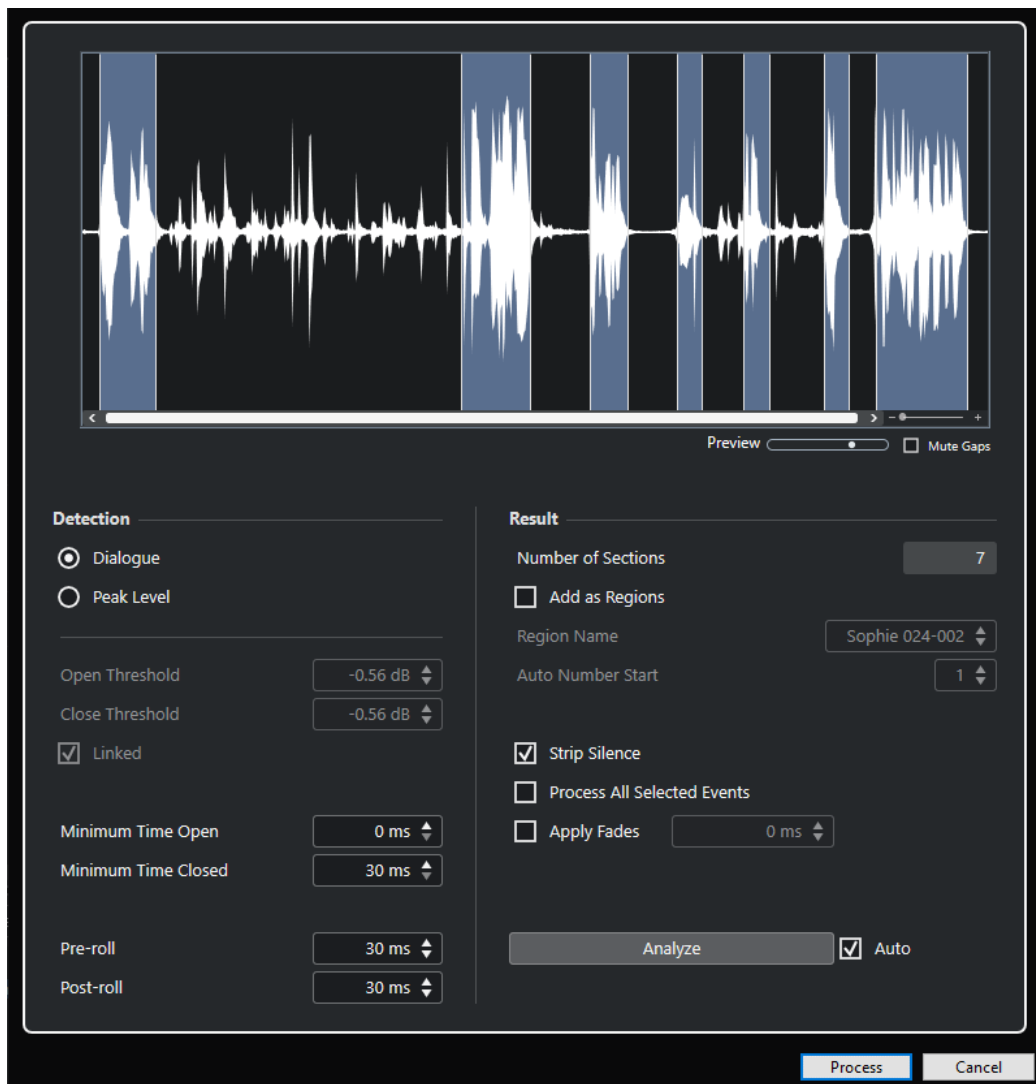 Preview
Mute Gaps
Detection
Dialogue
Peak Level
Open Threshold -0.56 dB
Close Threshold -0.56 dB
Linked
Minimum Time Open 0 ms
Minimum Time Closed 30 ms
Pre-roll 30 ms
Post-roll 30 ms
Result
Number of Sections 7
Add as Regions
Region Name Sophie 024-002
Auto Number Start 1
Strip Silence
Process All Selected Events
Apply Fades 0 ms
Analyze
Auto
Process
Cancel